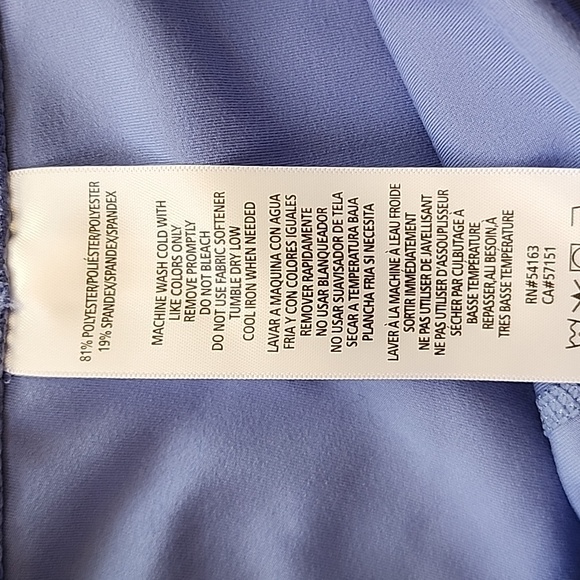 81% POLYESTER/POLIÉSTER/POLYESTER
19% SPANDEX/SPANDEX/SPANDEX
MACHINE WASH COLD WITH
LIKE COLORS ONLY
REMOVE PROMPTLY
DO NOT BLEACH
DO NOT USE FABRIC SOFTENER
TUMBLE DRY LOW
COOL IRON WHEN NEEDED
LAVAR A MAQUINA CON AGUA
FRIA Y CON COLORES IGUALES
REMOVER RAPIDAMENTE
NO USAR BLANQUEADOR
NO USAR SUAVSADOR DE TELA
SECAR A TEMPERATURA BAJA
PLANCHA FRIA SI NECESITA
LAVER À LA MACHINE À LEAU FROIDE
SORTIR IMMÉDIATEMENT
NE PAS UTILISER DE JAVELLISANT
NE PAS UTILISER D'ASSOUPLISSEUR
SÉCHER PAR CULBUTAGE À
BASSE TEMPÉRATURE
REPASSER, AU BESOIN, À
TRES BASSE TEMPÉRATURE
RN#54163
CA#57151